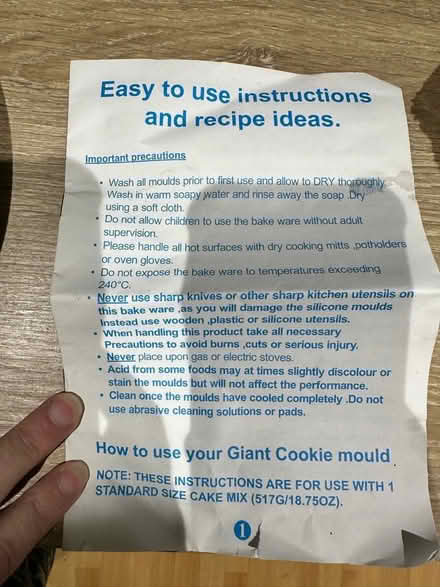 Easy to use instructions
and recipe ideas.
Important precautions
• Wash all moulds prior to first use and allow to DRY thoroughly.
Wash in warm soapy water and rinse away the soap .Dry
using a soft cloth.
• Do not allow children to use the bake ware without adult
supervision.
• Please handle all hot surfaces with dry cooking mitts ,potholders
or oven gloves.
• Do not expose the bake ware to temperatures exceeding
240°C.
• Never use sharp knives or other sharp kitchen utensils on
this bake ware ,as you will damage the silicone moulds
Instead use wooden ,plastic or silicone utensils.
• When handling this product take all necessary
Precautions to avoid burns ,cuts or serious injury.
• Never place upon gas or electric stoves.
• Acid from some foods may at times slightly discolour or
stain the moulds but will not affect the performance.
• Clean once the moulds have cooled completely .Do not
use abrasive cleaning solutions or pads.
How to use your Giant Cookie mould
NOTE: THESE INSTRUCTIONS ARE FOR USE WITH 1
STANDARD SIZE CAKE MIX (517G/18.75OZ).
1